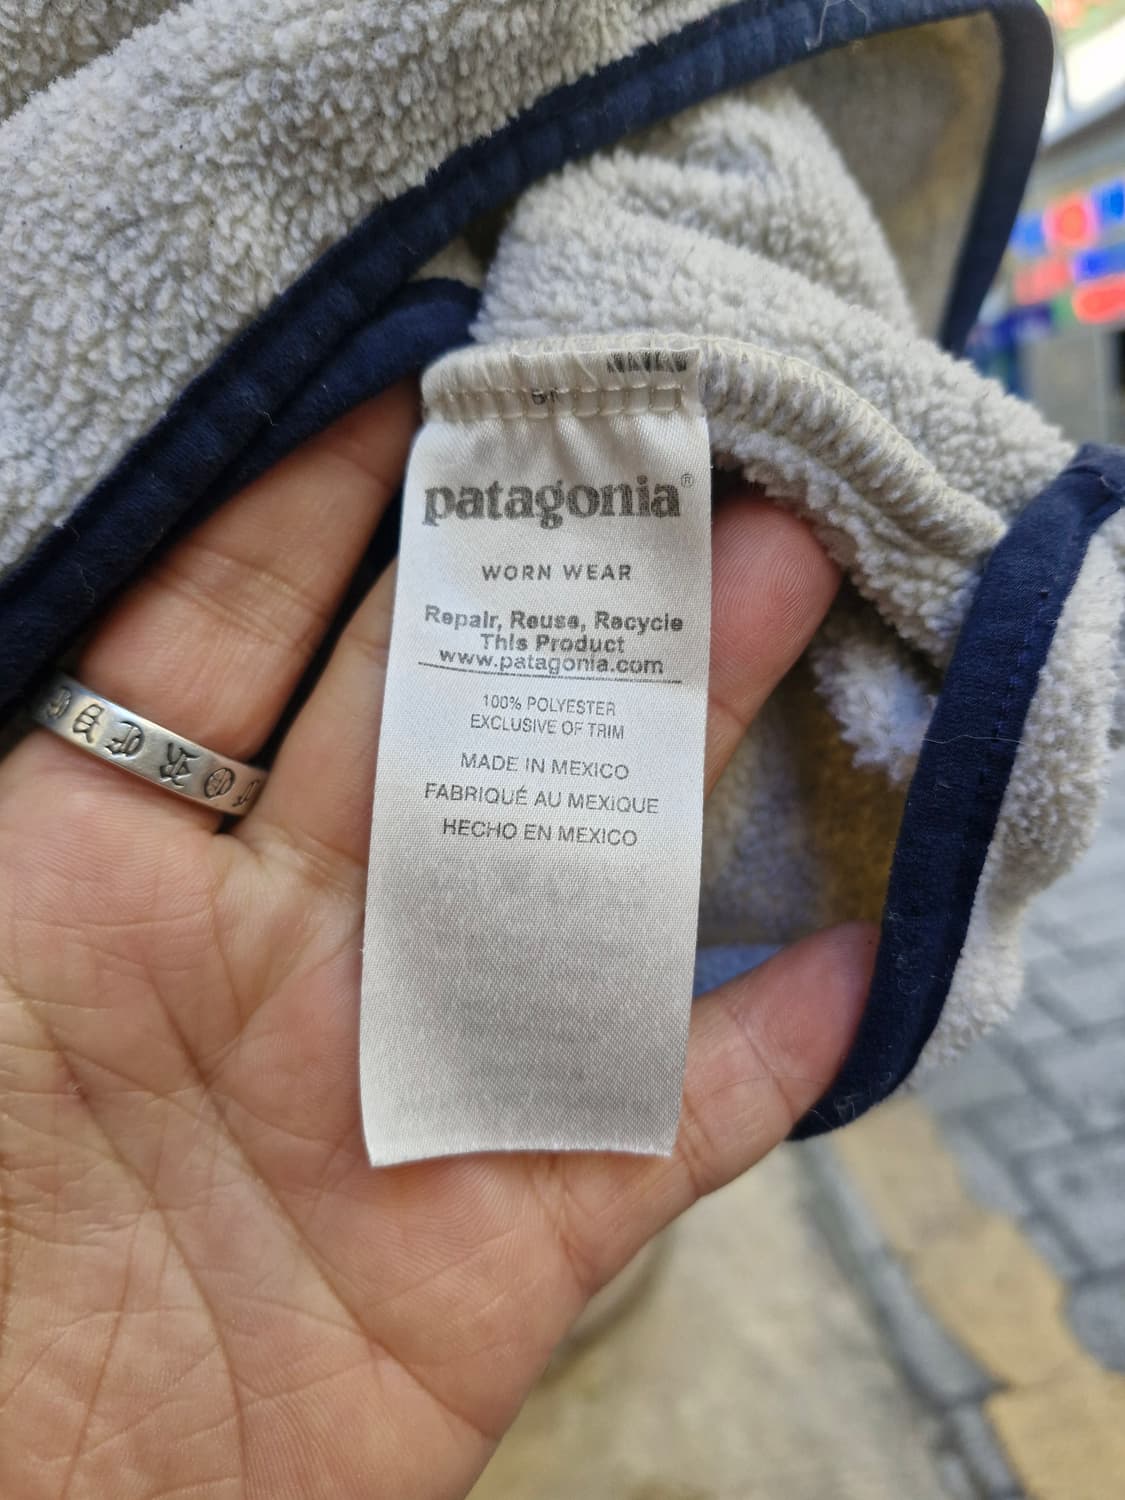 patagonia®
WORN WEAR
Repair, Reuse, Recycle
This Product
www.patagonia.com
100% POLYESTER
EXCLUSIVE OF TRIM
MADE IN MEXICO
FABRIQUÉ AU MEXIQUE
HECHO EN MEXICO